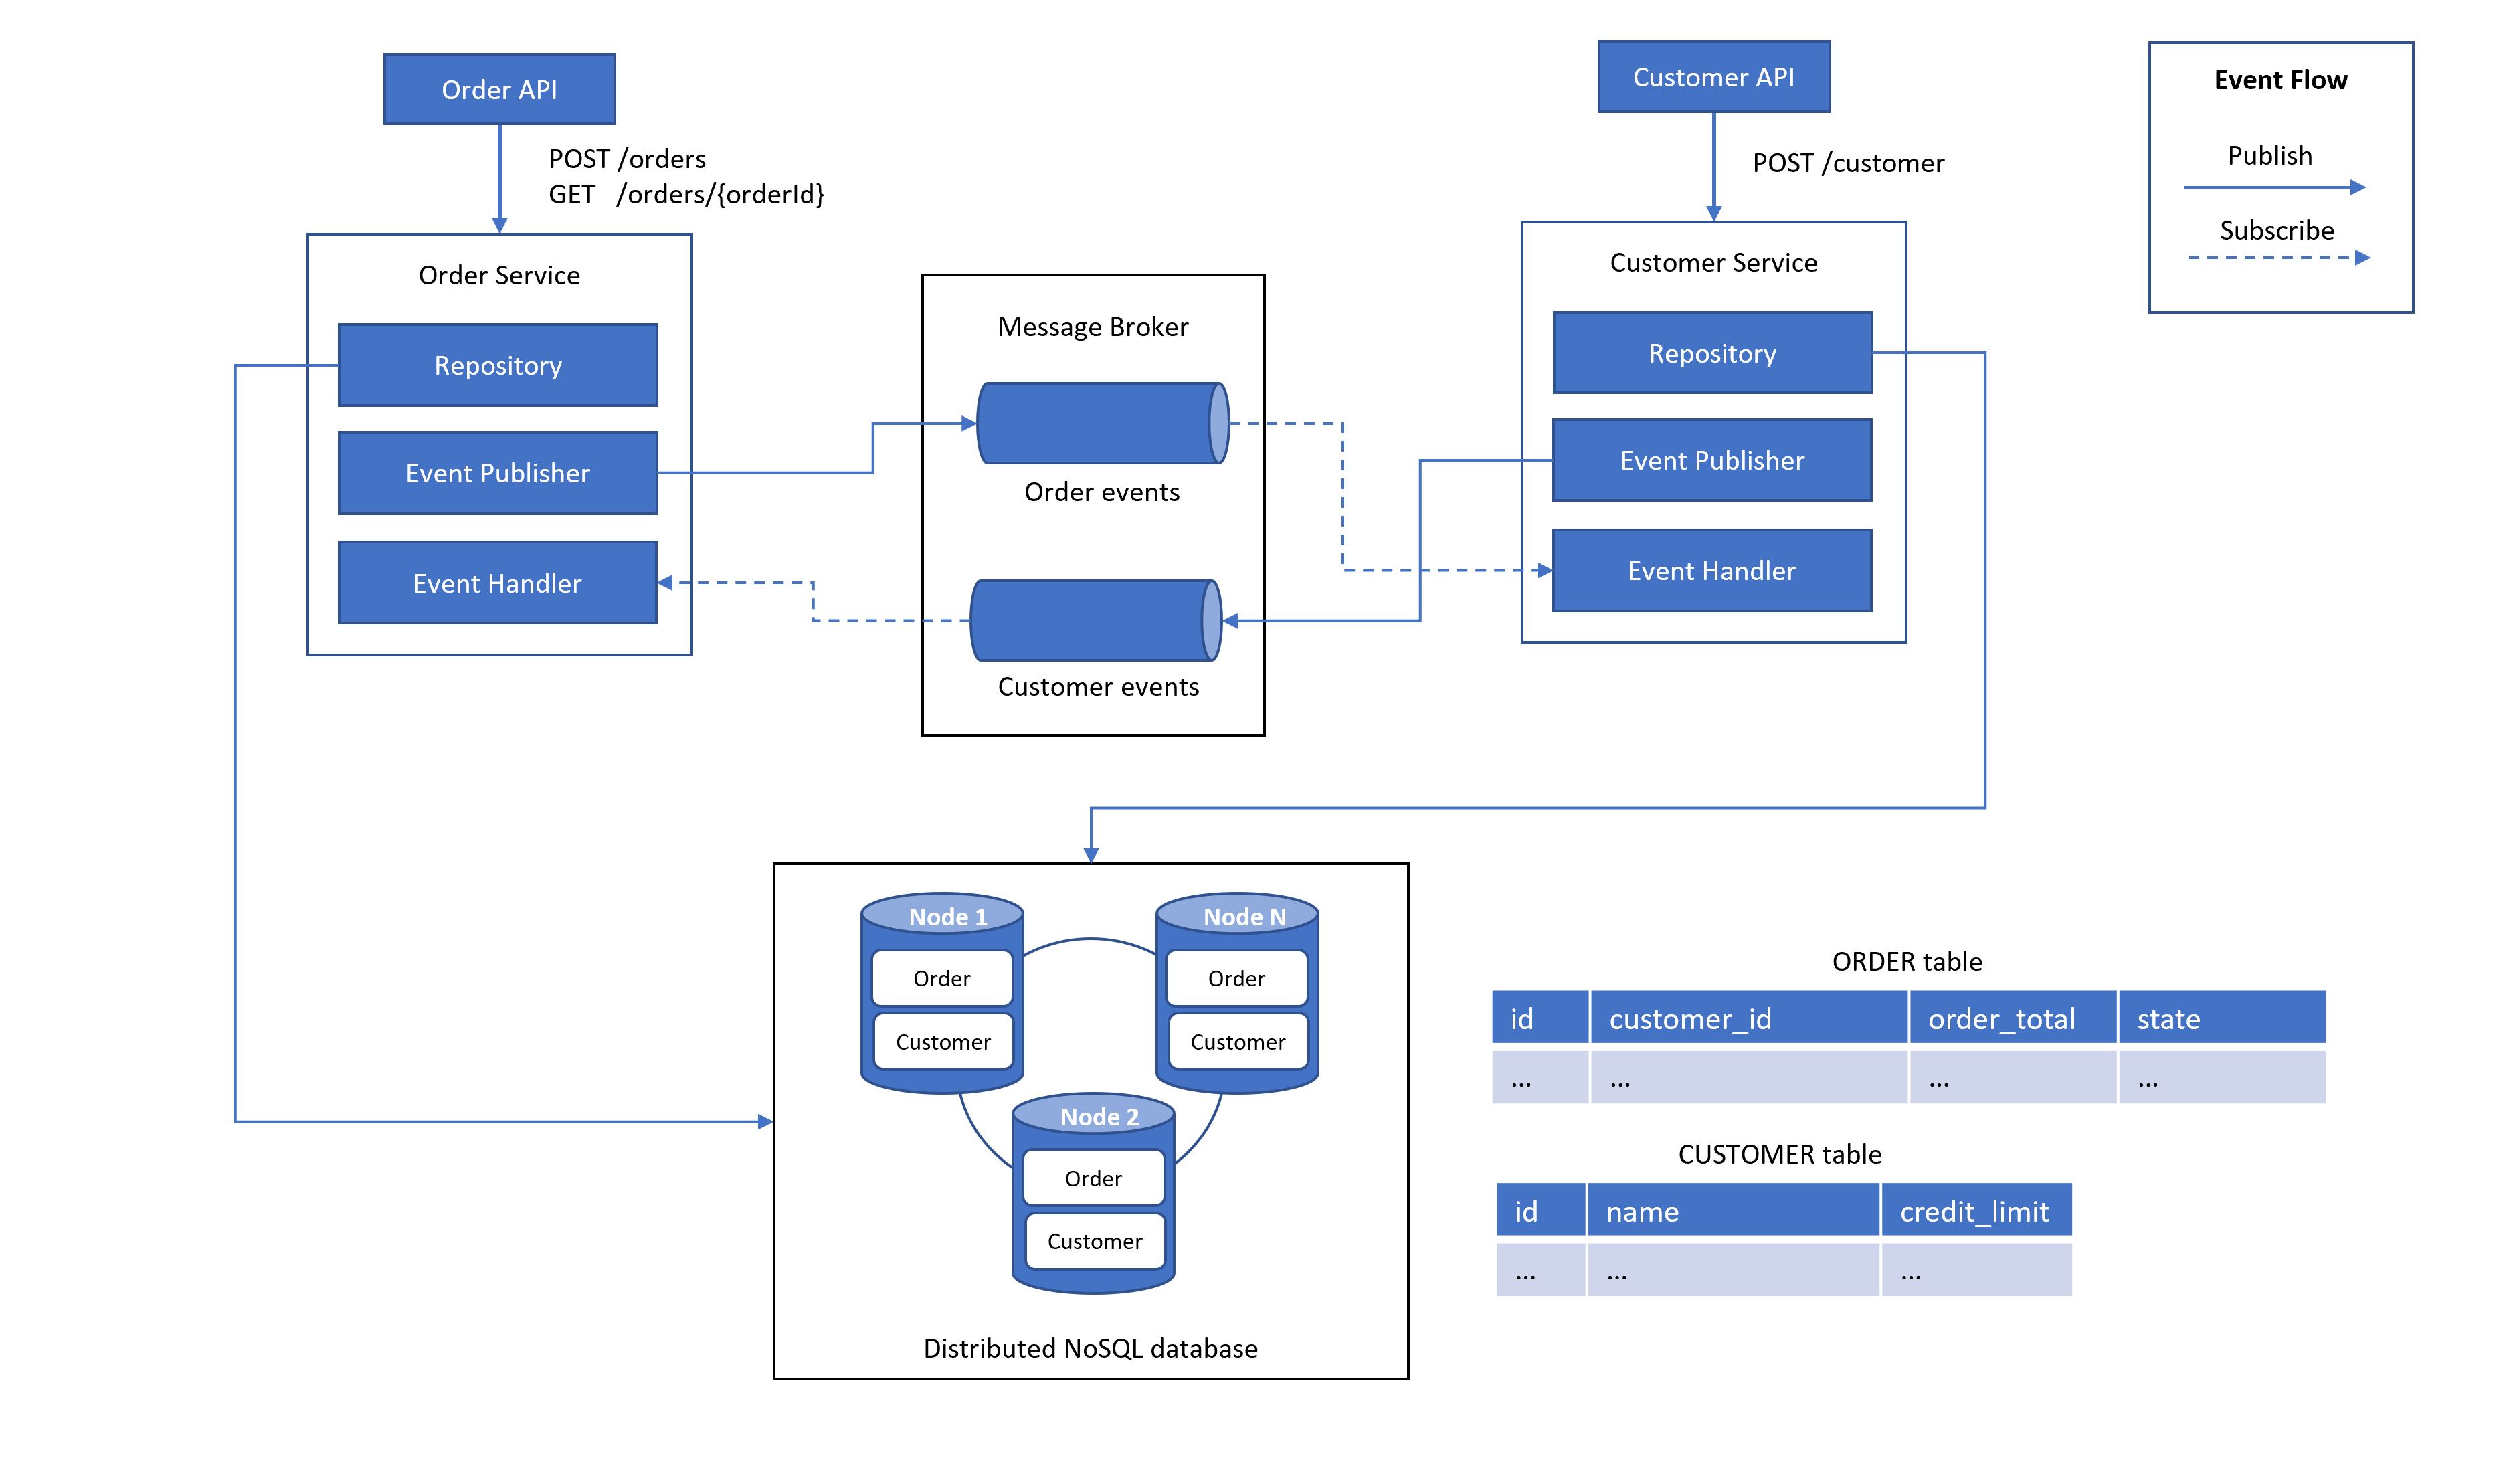 Order API
POST /orders
GET /orders/{orderId}
Order Service
Repository
Event Publisher
Event Handler
Message Broker
Order events
Customer events
Customer API
POST /customer
Customer Service
Repository
Event Publisher
Event Handler
Event Flow
Publish
Subscribe
Node 1
Order
Customer
Node N
Order
Customer
Node 2
Order
Customer
Distributed NoSQL database
ORDER table
id customer_id order_total state
... ... ... ...
CUSTOMER table
id name credit_limit
... ... ...